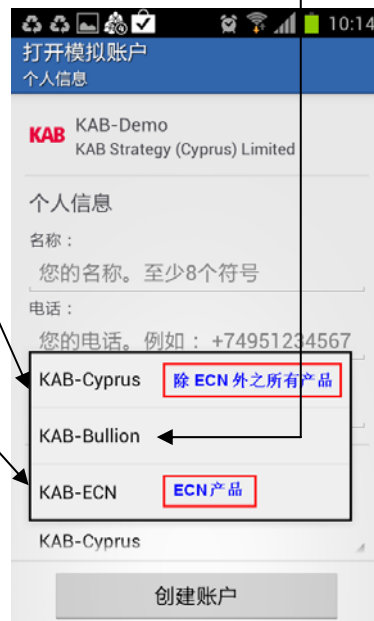 10:14
打开模拟账户
个人信息
KAB KAB-Demo
KAB Strategy (Cyprus) Limited
个人信息
名称：
您的名称。至少8个符号
电话：
您的电话。例如：+74951234567
KAB-Cyprus 除 ECN 外之所有产品
KAB-Bullion
KAB-ECN ECN产品
KAB-Cyprus
创建账户